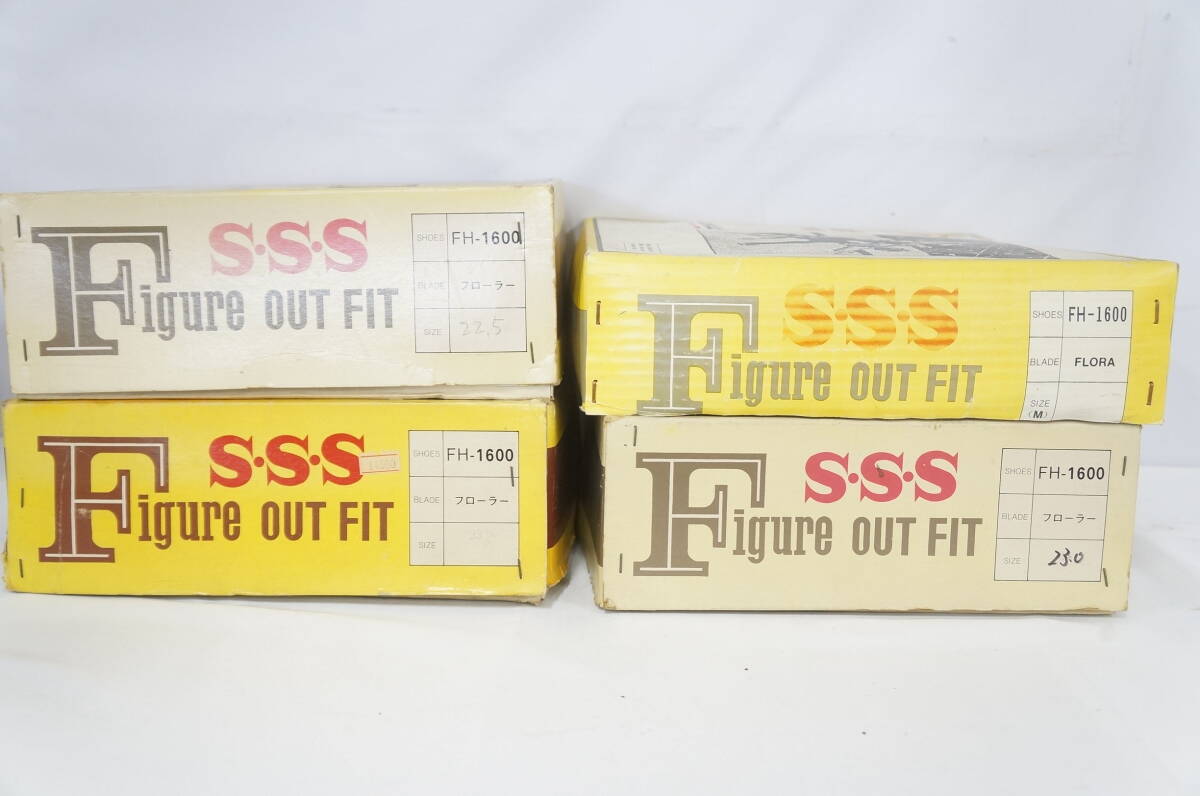 S·S·S
Figure OUT FIT
SHOES FH-1600
BLADE フローラー
SIZE 22.5
S·S·S
Figure OUT FIT
SHOES FH-1600
BLADE フローラー
SIZE
S·S·S
Figure OUT FIT
SHOES FH-1600
BLADE FLORA
SIZE
(M)
S·S·S
Figure OUT FIT
SHOES FH-1600
BLADE フローラー
SIZE 23.0